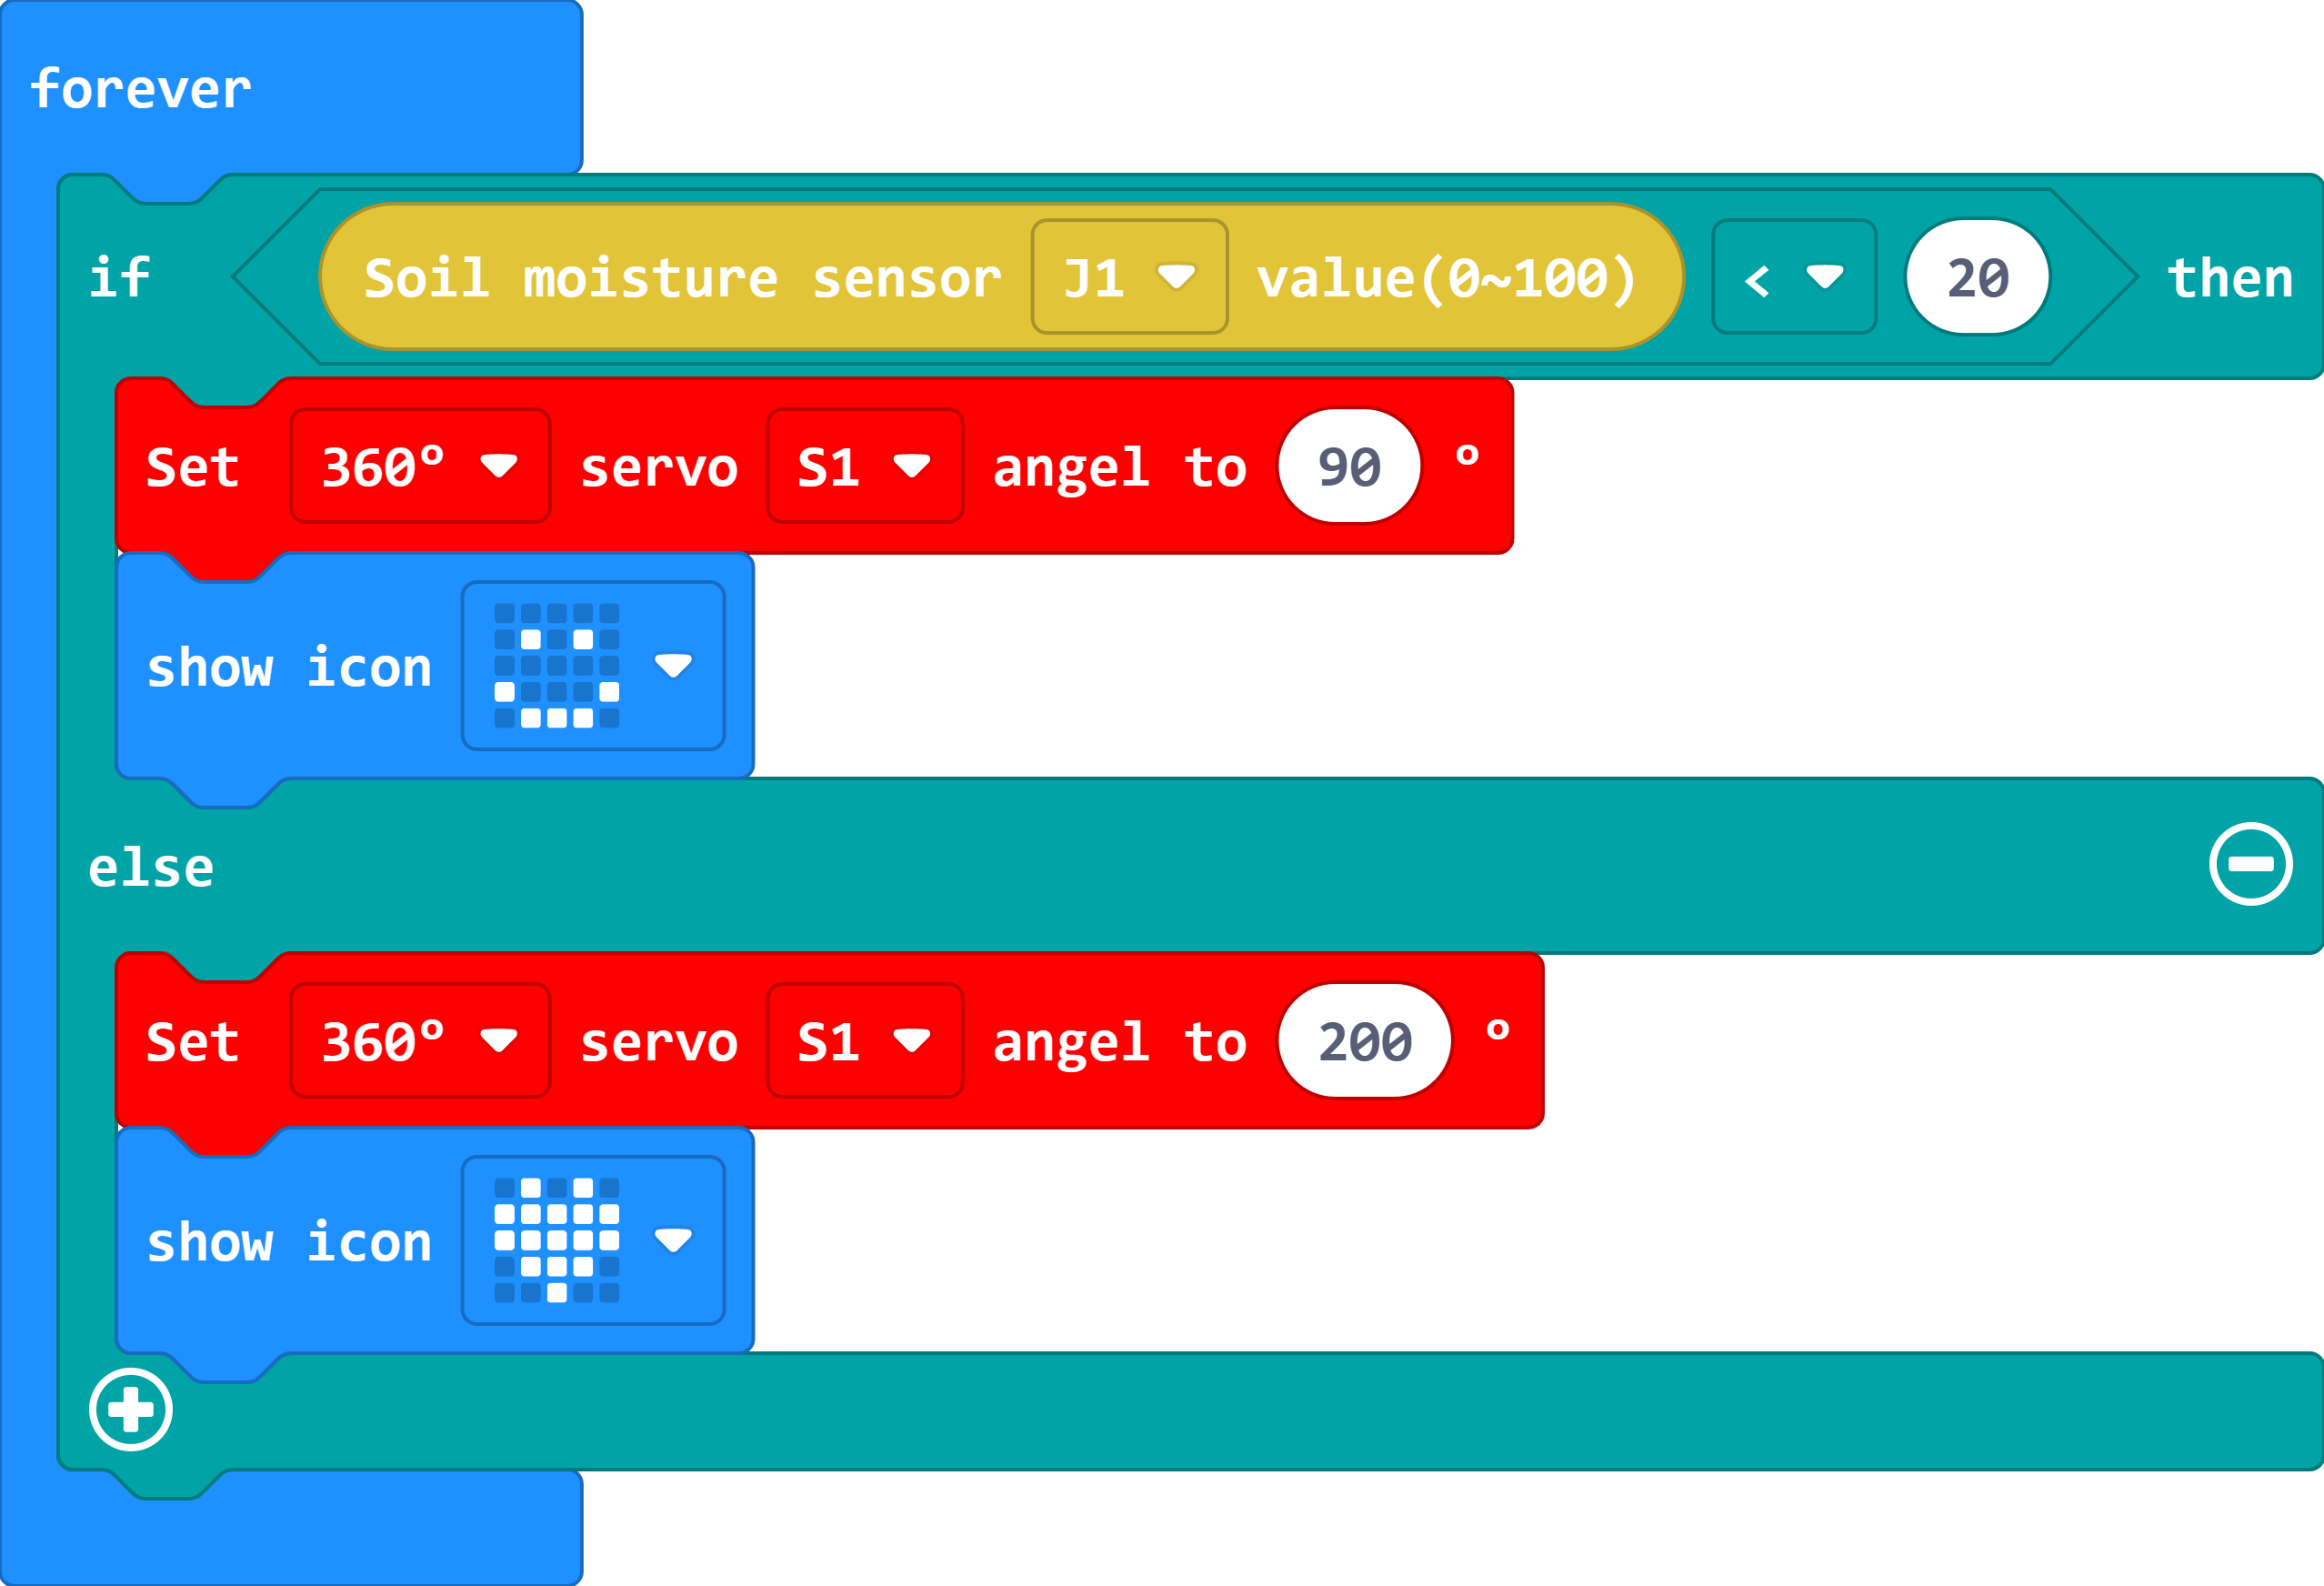 forever
if Soil moisture sensor J1 value(0~100) < 20 then
Set 360° servo S1 angel to 90 °
show icon
else
Set 360° servo S1 angel to 200 °
show icon